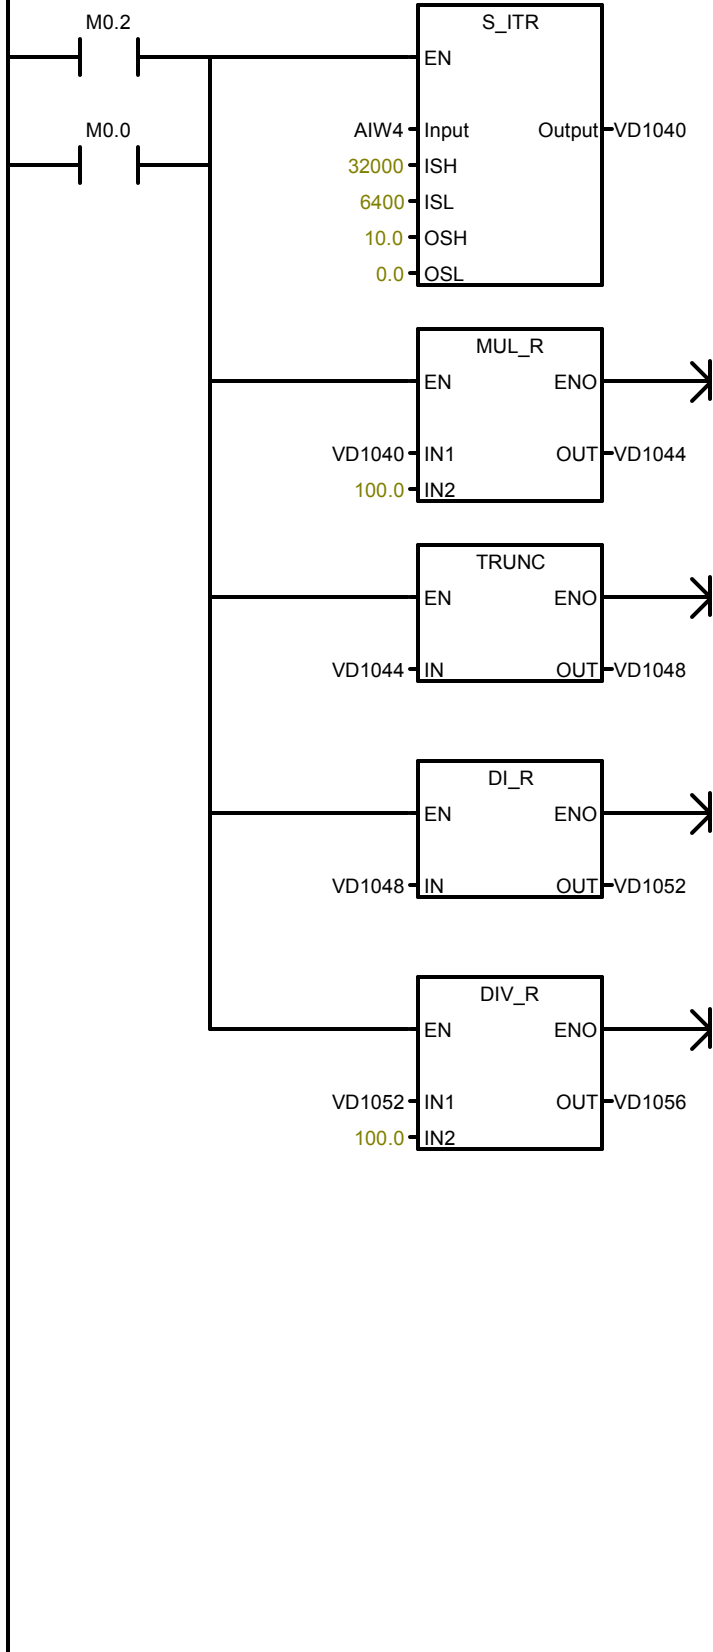 M0.2
S_ITR
EN
M0.0
AIW4 Input Output VD1040
32000 ISH
6400 ISL
10.0 OSH
0.0 OSL
MUL_R
EN ENO
VD1040 IN1 OUT VD1044
100.0 IN2
TRUNC
EN ENO
VD1044 IN OUT VD1048
DI_R
EN ENO
VD1048 IN OUT VD1052
DIV_R
EN ENO
VD1052 IN1 OUT VD1056
100.0 IN2